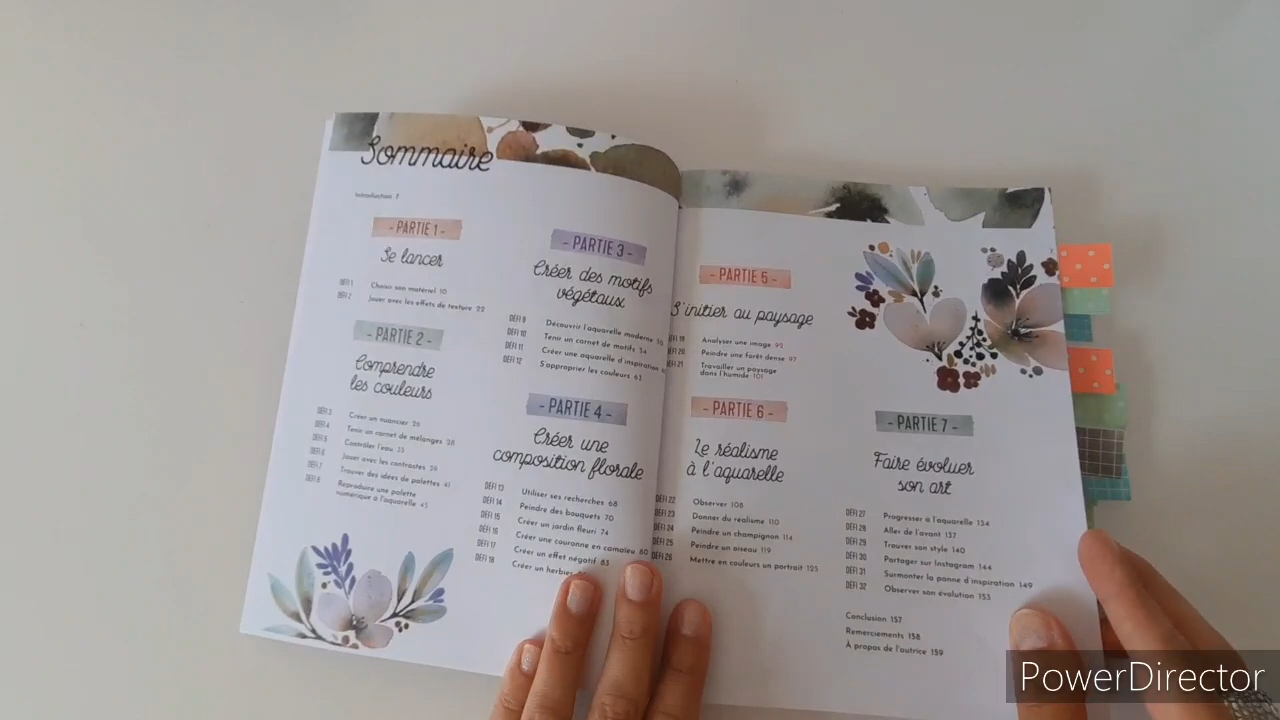 Sommaire
Introduction 7
- PARTIE 1 -
Se lancer
DÉFI 1 Choisir son matériel 10
DÉFI 2 Jouer avec les effets de texture 22
- PARTIE 2 -
Comprendre
les couleurs
DÉFI 3 Créer un nuancier 26
DÉFI 4 Tenir un carnet de mélanges 28
DÉFI 5 Contrôler l'eau 33
DÉFI 6 Jouer avec les contrastes 39
DÉFI 7 Trouver des idées de palettes 41
DÉFI 8 Reproduire une palette
numérique à l'aquarelle 45
- PARTIE 3 -
Créer des motifs
végétaux
DÉFI 9 Découvrir l'aquarelle moderne
DÉFI 10 Tenir un carnet de motifs 54
DÉFI 11 Créer une aquarelle d'inspiration
DÉFI 12 S'approprier les couleurs 63
- PARTIE 4 -
Créer une
composition florale
DÉFI 13 Utiliser ses recherches 68
DÉFI 14 Peindre des bouquets 70
DÉFI 15 Créer un jardin fleuri 74
DÉFI 16 Créer une couronne en camaïeu 80
DÉFI 17 Créer un effet négatif 83
DÉFI 18 Créer un herbier
- PARTIE 5 -
S'initier au paysage
DÉFI 19 Analyser une image 92
DÉFI 20 Peindre une forêt dense 97
DÉFI 21 Travailler un paysage
dans l'humide 101
- PARTIE 6 -
Le réalisme
à l'aquarelle
DÉFI 22 Observer 108
DÉFI 23 Donner du réalisme 110
DÉFI 24 Peindre un champignon 114
DÉFI 25 Peindre un oiseau 119
DÉFI 26 Mettre en couleurs un portrait 125
- PARTIE 7 -
Faire évoluer
son art
DÉFI 27 Progresser à l'aquarelle 134
DÉFI 28 Aller de l'avant 137
DÉFI 29 Trouver son style 140
DÉFI 30 Partager sur Instagram 144
DÉFI 31 Surmonter la panne d'inspiration 149
DÉFI 32 Observer son évolution 153
Conclusion 157
Remerciements 158
À propos de l'autrice 159
PowerDirector